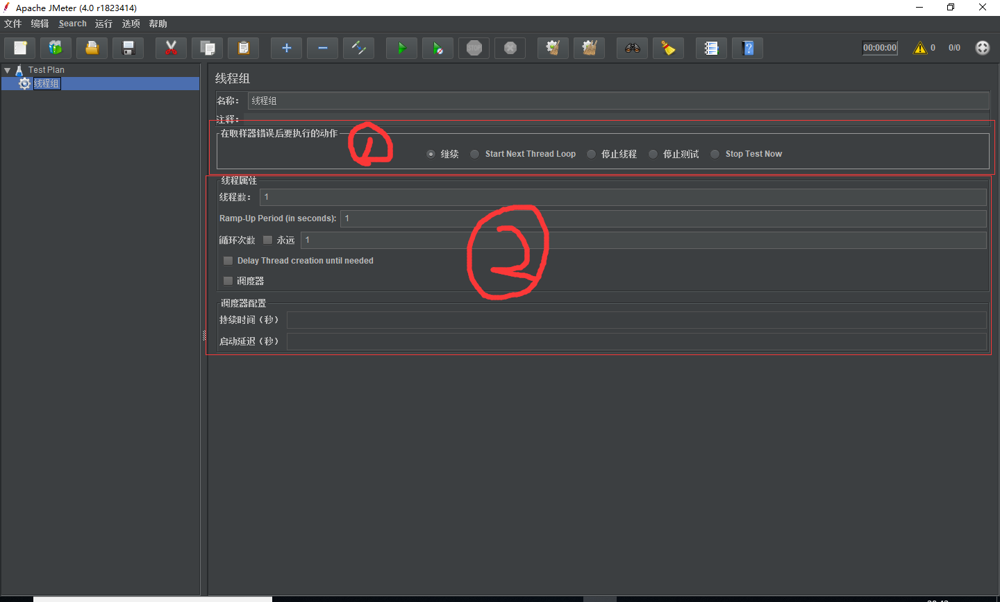 Apache JMeter (4.0 r1823414)
文件 编辑 Search 运行 选项 帮助
STOP
00:00:00 0 0/0
Test Plan
线程组
线程组
名称： 线程组
注释：
在取样器错误后要执行的动作
1
继续 Start Next Thread Loop 停止线程 停止测试 Stop Test Now
线程属性
线程数： 1
Ramp-Up Period (in seconds): 1
2
循环次数 永远 1
Delay Thread creation until needed
调度器
调度器配置
持续时间（秒）
启动延迟（秒）